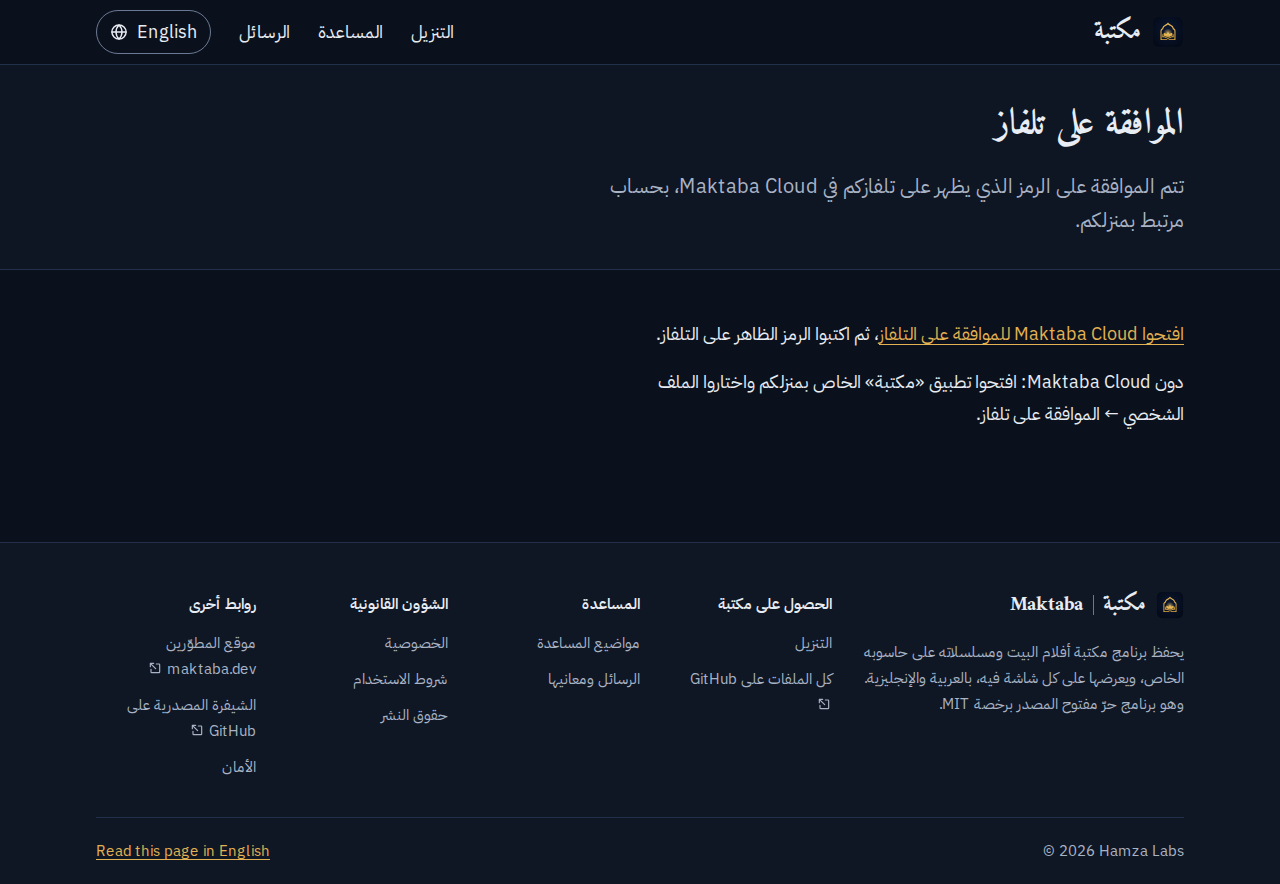 مكتبة
التنزيل
المساعدة
الرسائل
English
الموافقة على تلفاز
تتم الموافقة على الرمز الذي يظهر على تلفازكم في Maktaba Cloud، بحساب
مرتبط بمنزلكم.
افتحوا Maktaba Cloud للموافقة على التلفاز، ثم اكتبوا الرمز الظاهر على التلفاز.
دون Maktaba Cloud: افتحوا تطبيق «مكتبة» الخاص بمنزلكم واختاروا الملف
الشخصي ← الموافقة على تلفاز.
مكتبة | Maktaba
يحفظ برنامج مكتبة أفلام البيت ومسلسلاته على حاسوبه
الخاص، ويعرضها على كل شاشة فيه، بالعربية والإنجليزية.
وهو برنامج حرّ مفتوح المصدر برخصة MIT.
الحصول على مكتبة
التنزيل
كل الملفات على GitHub
المساعدة
مواضيع المساعدة
الرسائل ومعانيها
الشؤون القانونية
الخصوصية
شروط الاستخدام
حقوق النشر
روابط أخرى
موقع المطوّرين
maktaba.dev
الشيفرة المصدرية على
GitHub
الأمان
© 2026 Hamza Labs
Read this page in English